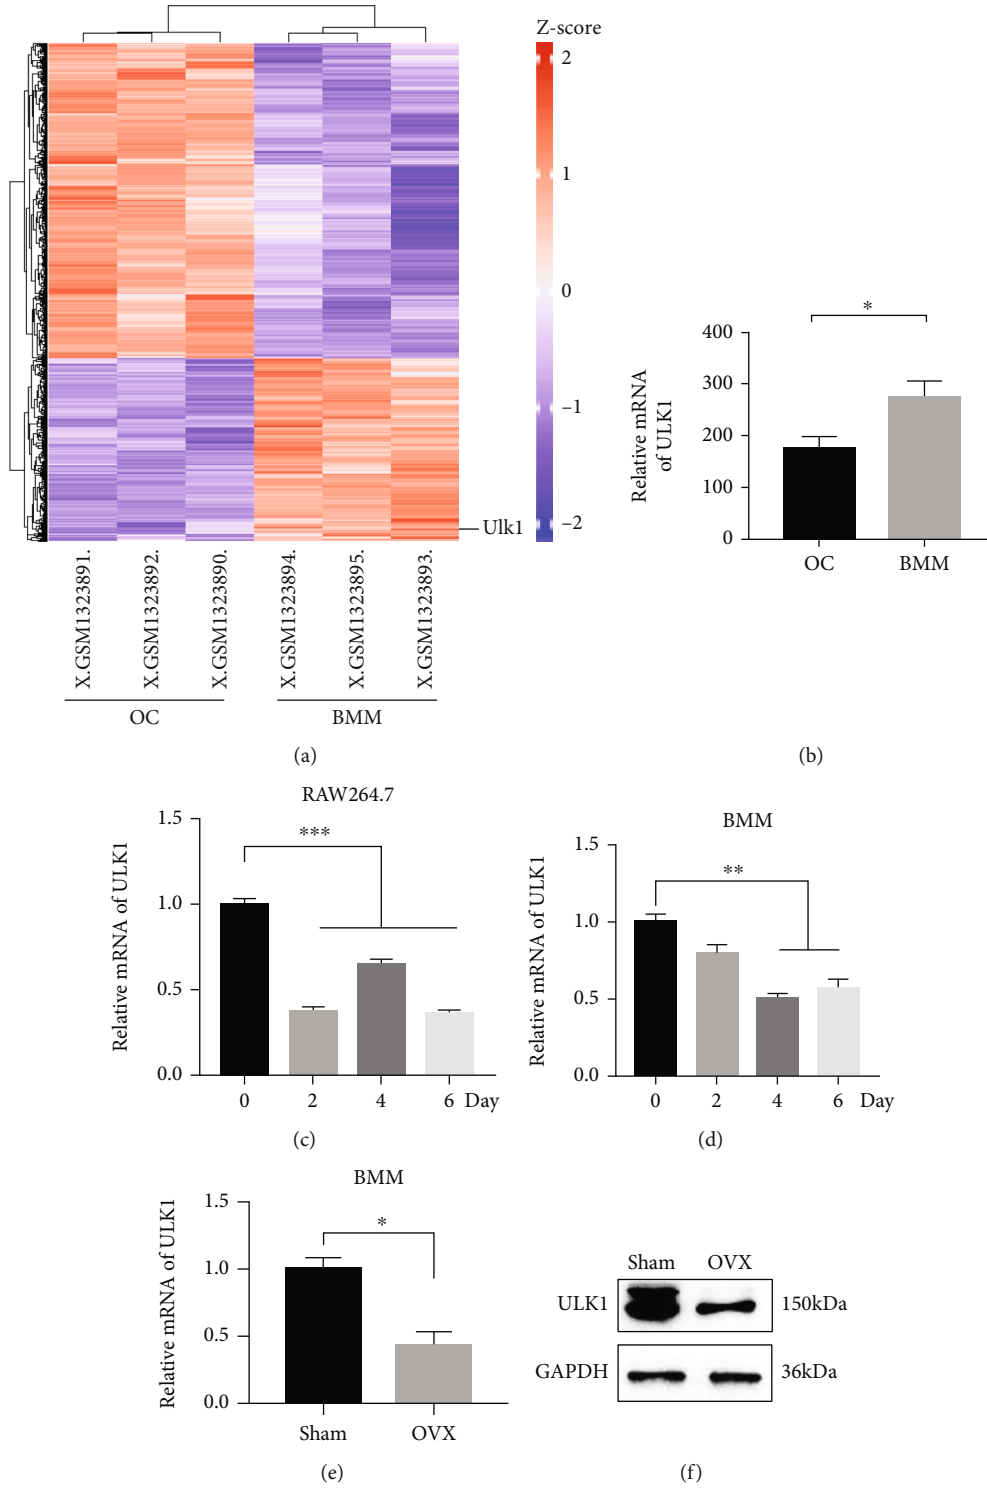 Z-score
2
1
0
−1
−2
Ulk1
X.GSM1323891.
X.GSM1323892.
X.GSM1323890.
X.GSM1323894.
X.GSM1323895.
X.GSM1323893.
OC
BMM
(a)
Relative mRNA
of ULK1
400
300
200
100
0
*
OC
BMM
(b)
RAW264.7
Relative mRNA of ULK1
1.5
1.0
0.5
0.0
***
0 2 4 6 Day
(c)
BMM
Relative mRNA of ULK1
1.5
1.0
0.5
0.0
**
0 2 4 6 Day
(d)
BMM
Relative mRNA of ULK1
1.5
1.0
0.5
0.0
*
Sham OVX
(e)
Sham OVX
ULK1 150kDa
GAPDH 36kDa
(f)